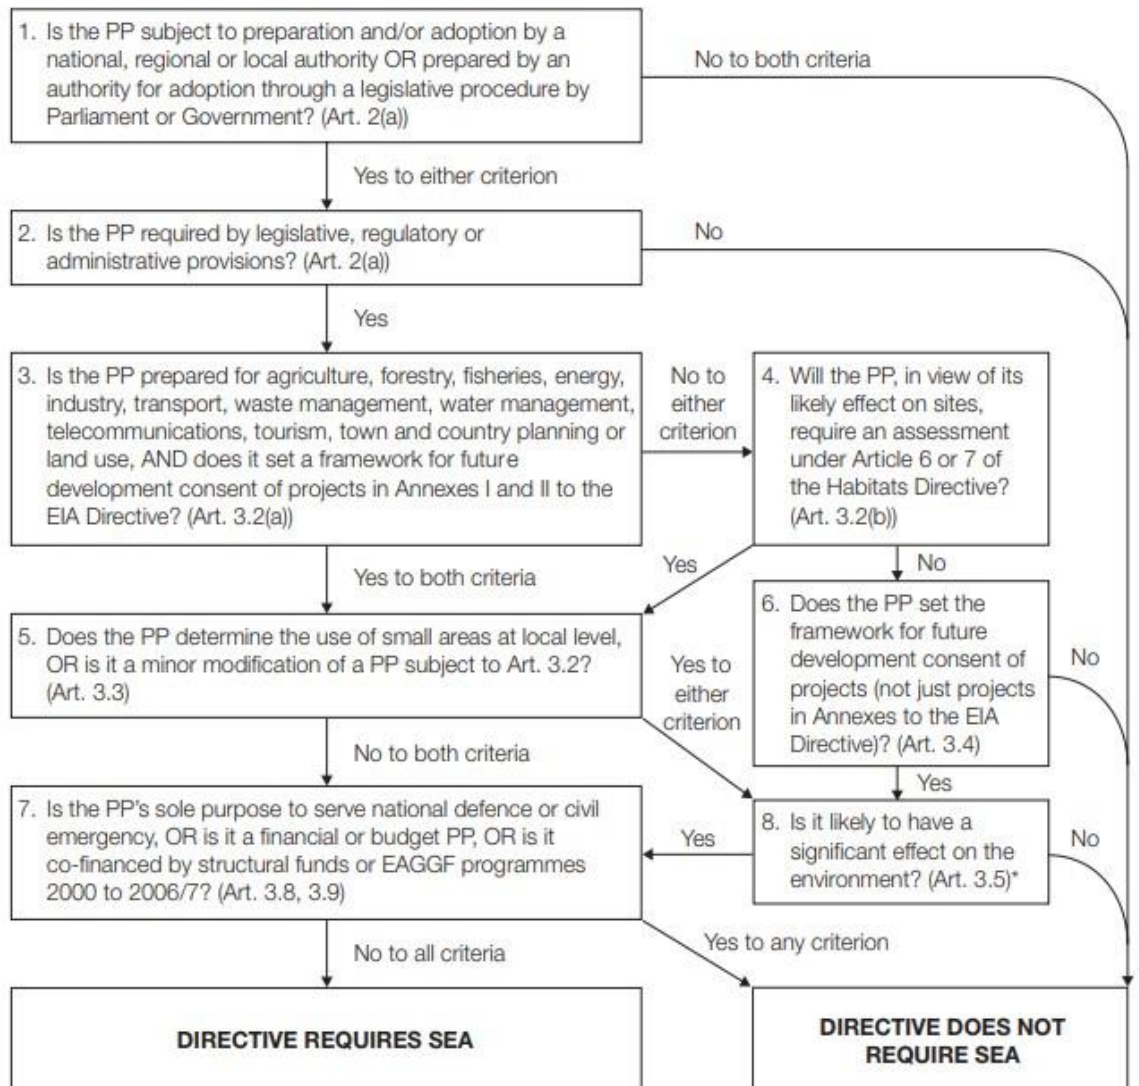 1. Is the PP subject to preparation and/or adoption by a
national, regional or local authority OR prepared by an
authority for adoption through a legislative procedure by
Parliament or Government? (Art. 2(a))
No to both criteria
Yes to either criterion
2. Is the PP required by legislative, regulatory or
administrative provisions? (Art. 2(a))
No
Yes
3. Is the PP prepared for agriculture, forestry, fisheries, energy,
industry, transport, waste management, water management,
telecommunications, tourism, town and country planning or
land use, AND does it set a framework for future
development consent of projects in Annexes I and II to the
EIA Directive? (Art. 3.2(a))
No to
either
criterion
4. Will the PP, in view of its
likely effect on sites,
require an assessment
under Article 6 or 7 of
the Habitats Directive?
(Art. 3.2(b))
Yes to both criteria
Yes
No
5. Does the PP determine the use of small areas at local level,
OR is it a minor modification of a PP subject to Art. 3.2?
(Art. 3.3)
Yes to
either
criterion
6. Does the PP set the
framework for future
development consent of
projects (not just projects
in Annexes to the EIA
Directive)? (Art. 3.4)
No
No to both criteria
Yes
7. Is the PP's sole purpose to serve national defence or civil
emergency, OR is it a financial or budget PP, OR is it
co-financed by structural funds or EAGGF programmes
2000 to 2006/7? (Art. 3.8, 3.9)
Yes
8. Is it likely to have a
significant effect on the
environment? (Art. 3.5)*
No
No to all criteria
Yes to any criterion
DIRECTIVE REQUIRES SEA
DIRECTIVE DOES NOT
REQUIRE SEA